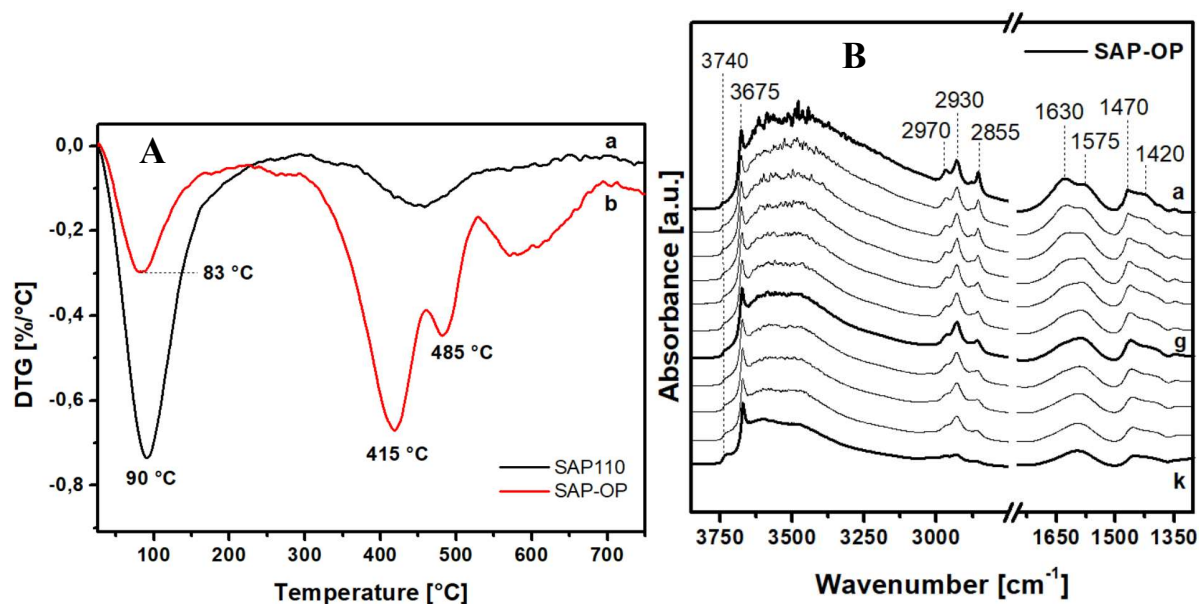 A
0,0
-0,2
-0,4
-0,6
-0,8
DTG [%/°C]
a
b
83 °C
485 °C
415 °C
90 °C
SAP110
SAP-OP
100 200 300 400 500 600 700
Temperature [°C]
B
SAP-OP
3740
3675
2930
2970
2855
1630
1470
1575
1420
a
g
k
Absorbance [a.u.]
3750 3500 3250 3000 1650 1500 1350
Wavenumber [cm-1]